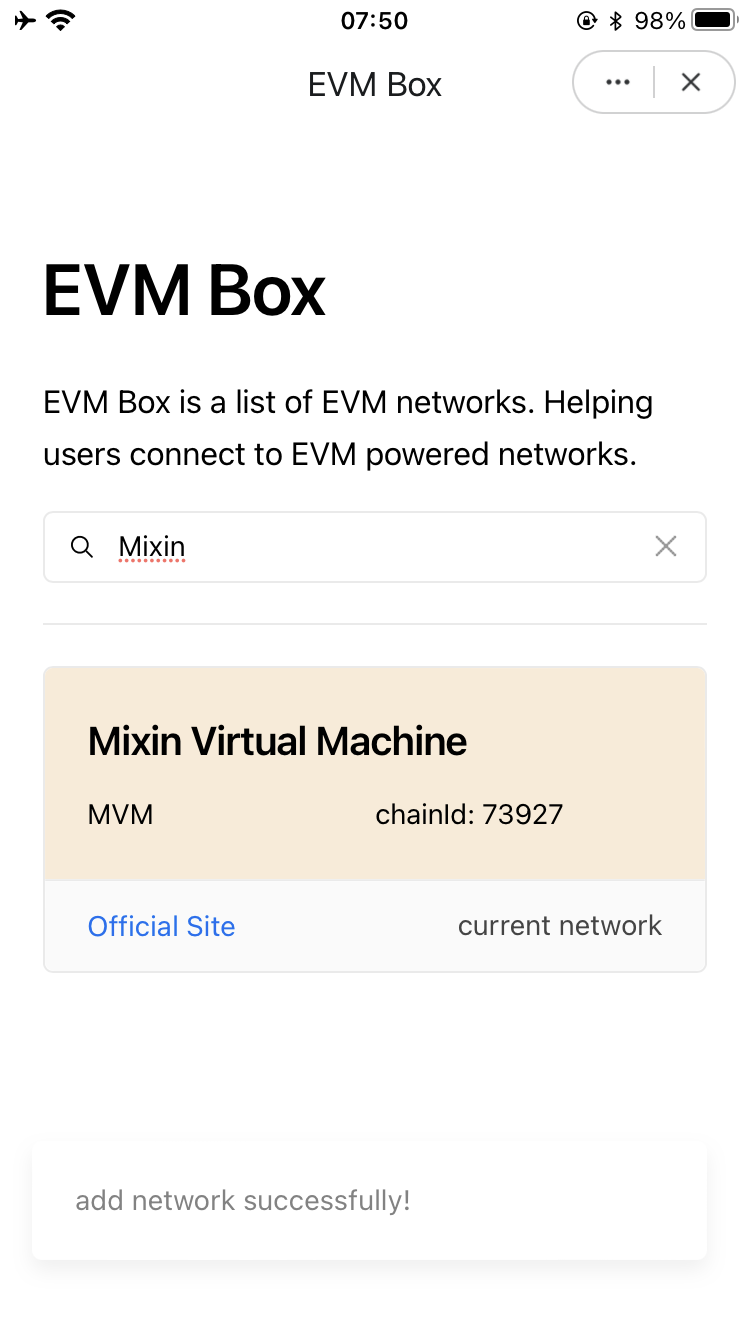 07:50
98%
EVM Box
EVM Box
EVM Box is a list of EVM networks. Helping
users connect to EVM powered networks.
Mixin
Mixin Virtual Machine
MVM chainId: 73927
Official Site current network
add network successfully!